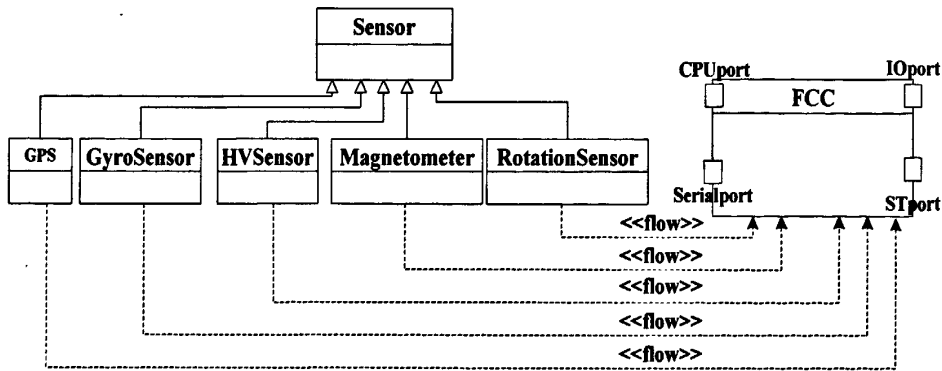 Sensor
CPUport
IOport
FCC
GPS
GyroSensor
HVSensor
Magnetometer
RotationSensor
Serialport
STport
<<flow>>
<<flow>>
<<flow>>
<<flow>>
<<flow>>